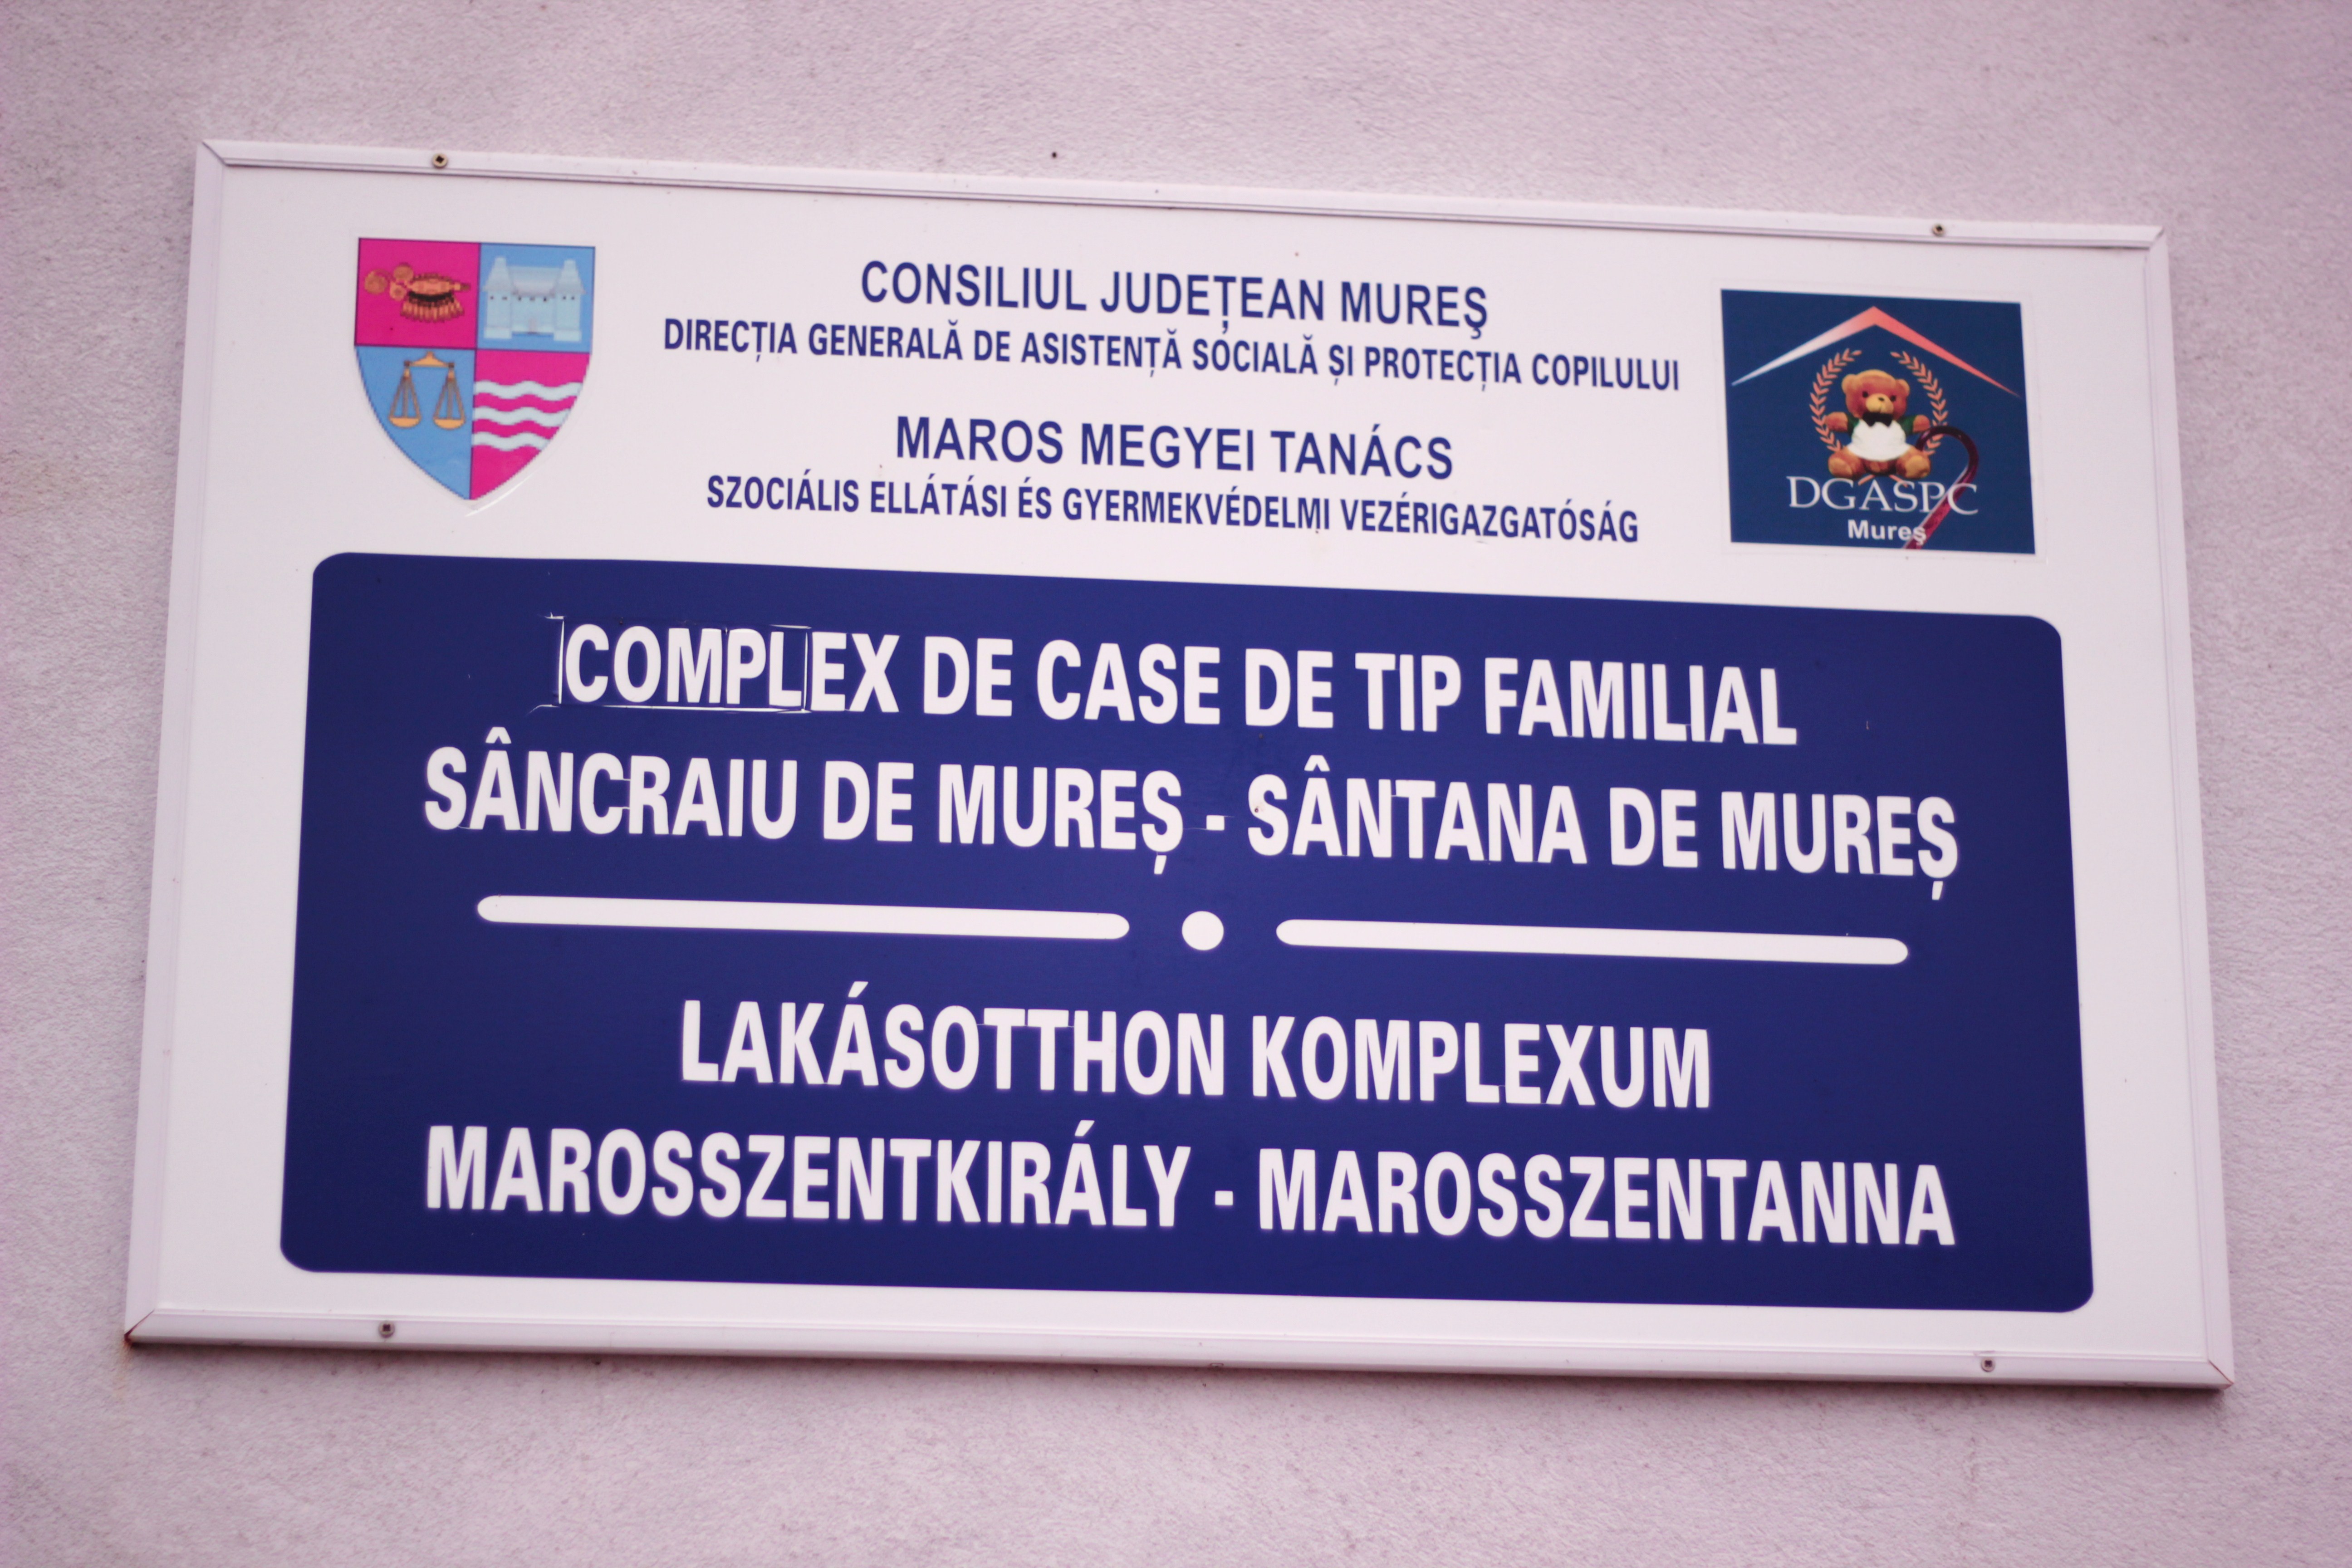 CONSILIUL JUDEȚEAN MUREŞ
DIRECȚIA GENERALĂ DE ASISTENȚĂ SOCIALĂ ȘI PROTECȚIA COPILULUI
MAROS MEGYEI TANÁCS
SZOCIÁLIS ELLÁTÁSI ÉS GYERMEKVÉDELMI VEZÉRIGAZGATÓSÁG
DGASPC
Mureș
COMPLEX DE CASE DE TIP FAMILIAL
SÂNCRAIU DE MUREȘ - SÂNTANA DE MUREȘ
LAKÁSOTTHON KOMPLEXUM
MAROSSZENTKIRÁLY - MAROSSZENTANNA